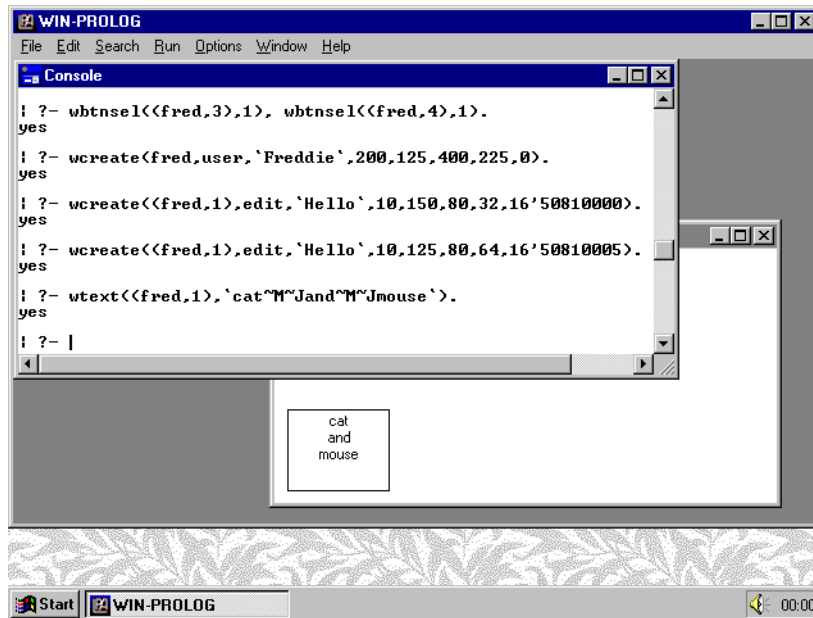 WIN-PROLOG
File Edit Search Run Options Window Help
Console
| ?- wbtnsel((fred,3),1), wbtnsel((fred,4),1).
yes
| ?- wcreate(fred,user,`Freddie`,200,125,400,225,0).
yes
| ?- wcreate((fred,1),edit,`Hello`,10,150,80,32,16'50810000).
yes
| ?- wcreate((fred,1),edit,`Hello`,10,125,80,64,16'50810005).
yes
| ?- wtext((fred,1),`cat~M~Jand~M~Jmouse`).
yes
| ?-
cat
and
mouse
Start WIN-PROLOG 00:00